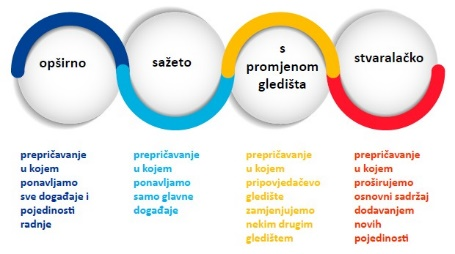 opširno
sažeto
s
promjenom
gledišta
stvaralačko
prepričavanje
u kojem
ponavljamo
sve događaje i
pojedinosti
radnje
prepričavanje
u kojem
ponavljamo
samo glavne
događaje
prepričavanje
u kojem
pripovjedačevo
gledište
zamjenjujemo
nekim drugim
gledištem
prepričavanje
u kojem
proširujemo
osnovni sadržaj
dodavanjem
novih
pojedinosti